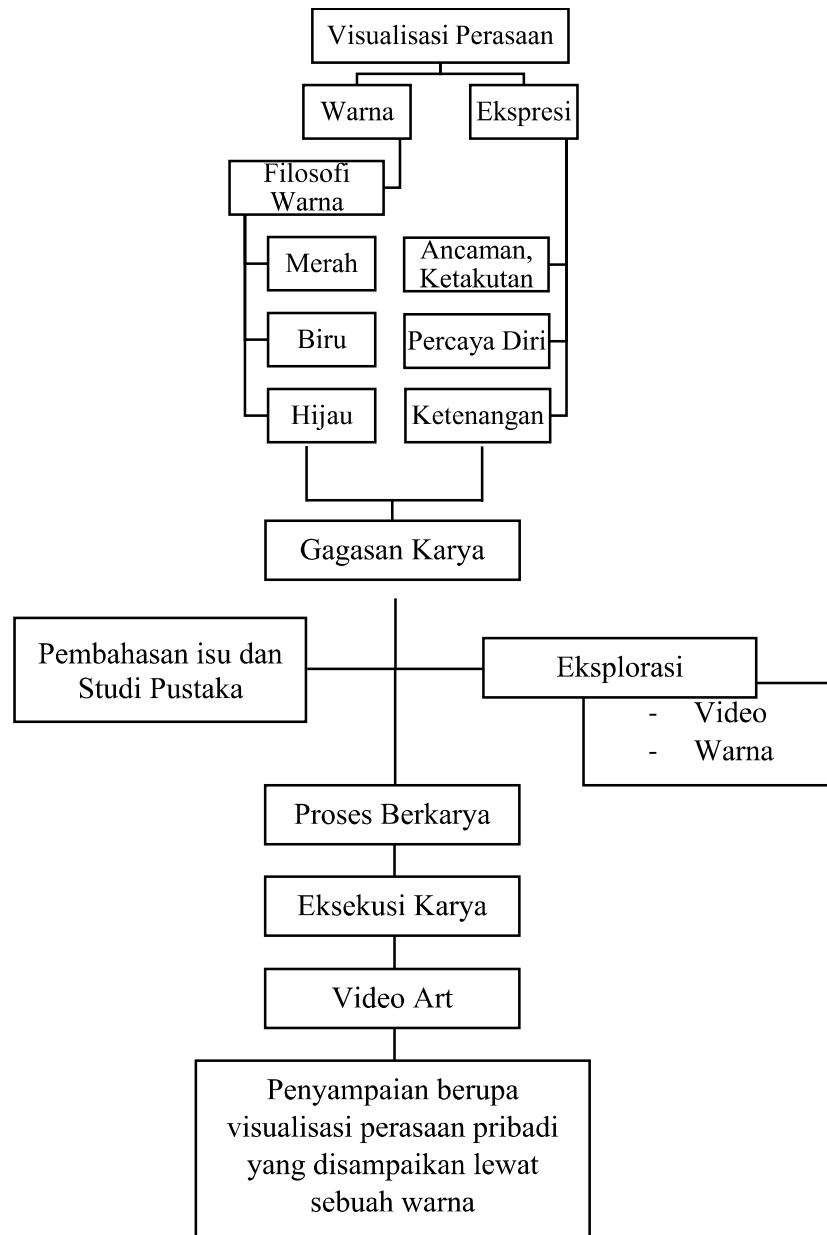 Visualisasi Perasaan
Warna
Ekspresi
Filosofi
Warna
Merah
Ancaman,
Ketakutan
Biru
Percaya Diri
Hijau
Ketenangan
Gagasan Karya
Pembahasan isu dan
Studi Pustaka
Eksplorasi
- Video
- Warna
Proses Berkarya
Eksekusi Karya
Video Art
Penyampaian berupa
visualisasi perasaan pribadi
yang disampaikan lewat
sebuah warna